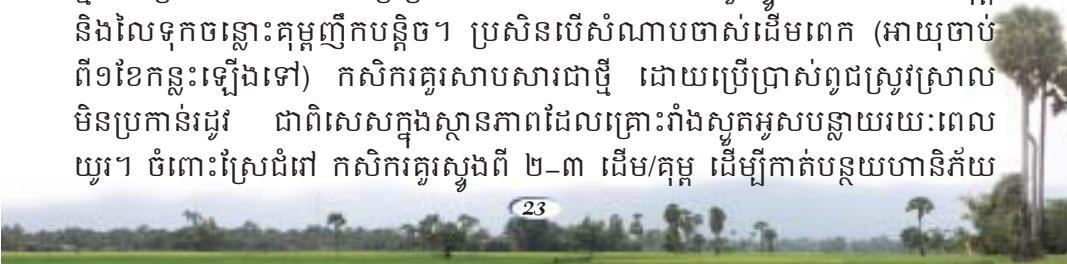 និងលៃទុកចន្លោះគុម្ពញឹកបន្តិច។ ប្រសិនបើសំណាបចាស់ដើមពេក (អាយុចាប់
ពី១ខែកន្លះឡើងទៅ) កសិករគួរសាបសារជាថ្មី ដោយប្រើប្រាស់ពូជស្រូវស្រាល
មិនប្រកាន់រដូវ ជាពិសេសក្នុងស្ថានភាពដែលគ្រោះរាំងស្ងួតអូសបន្លាយរយៈពេល
យូរ។ ចំពោះស្រែជំរៅ កសិករគួរស្ទូងពី ២–៣ ដើម/គុម្ព ដើម្បីកាត់បន្ថយហានិភ័យ
23